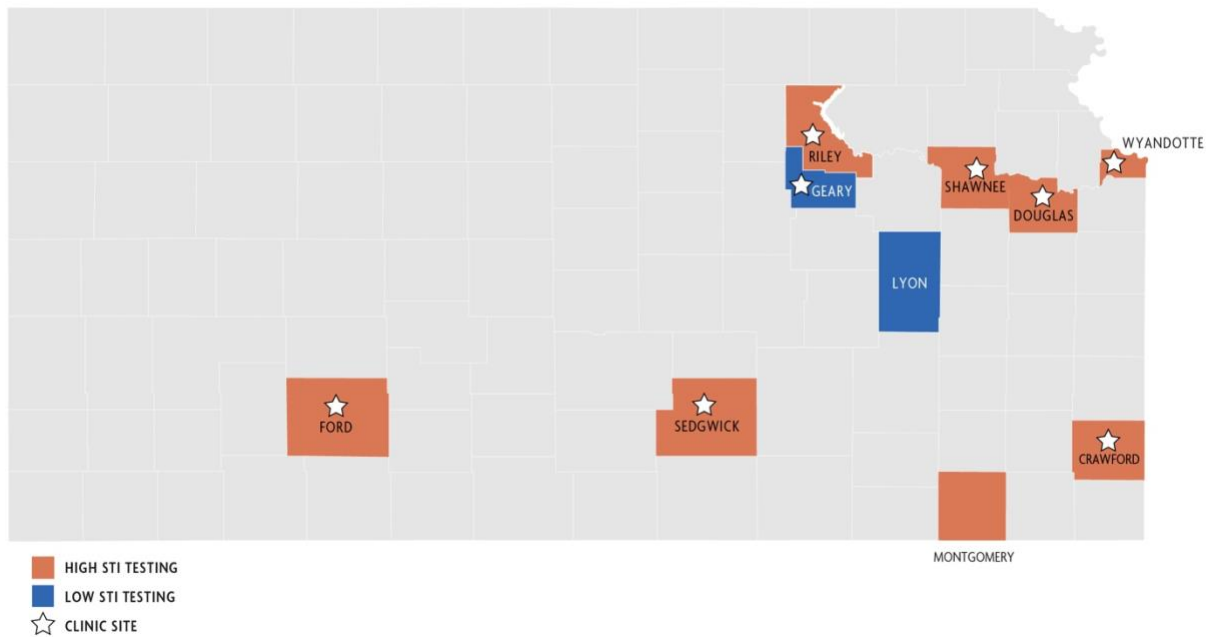 WYANDOTTE
RILEY
GEARY
SHAWNEE
DOUGLAS
LYON
FORD
SEDGWICK
CRAWFORD
MONTGOMERY
HIGH STI TESTING
LOW STI TESTING
CLINIC SITE